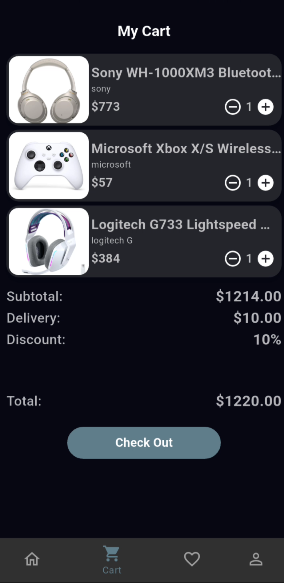 My Cart
Sony WH-1000XM3 Bluetoot...
sony
$773
1
Microsoft Xbox X/S Wireless...
microsoft
$57
1
Logitech G733 Lightspeed ...
logitech G
$384
1
Subtotal: $1214.00
Delivery: $10.00
Discount: 10%
Total: $1220.00
Check Out
Cart